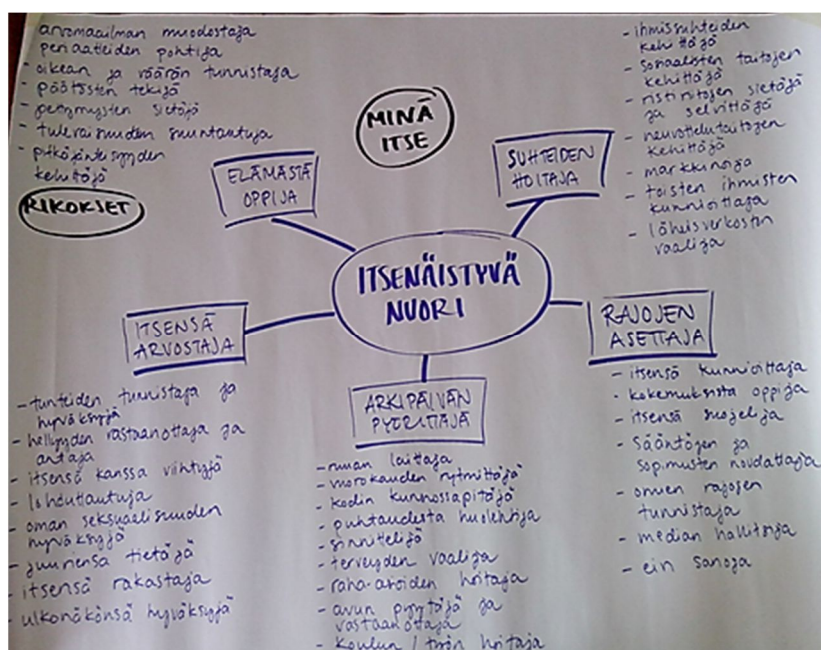 arvomaailman muodostaja
periaatteiden pohtija
- oikean ja väärän tunnistaja
- päätösten tekijä
- pettymysten sietäjä
- tulevaisuuden suuntautuja
- pitkäjänteisyyden
kehittäjä
RIKOKSET
MINÄ
ITSE
ELÄMÄSTÄ
OPPIJA
SUHTEIDEN
HOITAJA
- ihmissuhteiden
kehittäjä
- sosiaalisten taitojen
kehittäjä
- ristiriitojen sietäjä
ja selvittäjä
- neuvottelutaitojen
kehittäjä
- markkinoija
- toisten ihmisten
kunnioittaja
- läheisverkoston
vaalija
ITSENÄISTYVÄ
NUORI
ITSENSÄ
ARVOSTAJA
- tunteiden tunnistaja ja
hyväksyjä
- hellyyden vastaanottaja ja
antaja
- itsensä kanssa viihtyjä
- lohduttautuja
- oman seksuaalisuuden
hyväksyjä
- juuriensa tietäjä
- itsensä rakastaja
- ulkonäkönsä hyväksyjä
ARKIPÄIVÄN
PYÖRITTÄJÄ
- ruuan laittaja
- vuorokauden rytmittäjä
- kodin kunnossapitäjä
- puhtaudesta huolehtija
- sinnittelijä
- terveyden vaalija
- raha-asioiden hoitaja
- avun pyytäjä ja
vastaanottaja
- koulun / työn hoitaja
RAJOJEN
ASETTAJA
- itsensä kunnioittaja
- kokemuksista oppija
- itsensä suojelija
- sääntöjen ja
sopimusten noudattaja
- omien rajojen
tunnistaja
- median hallitsija
- ein sanoja